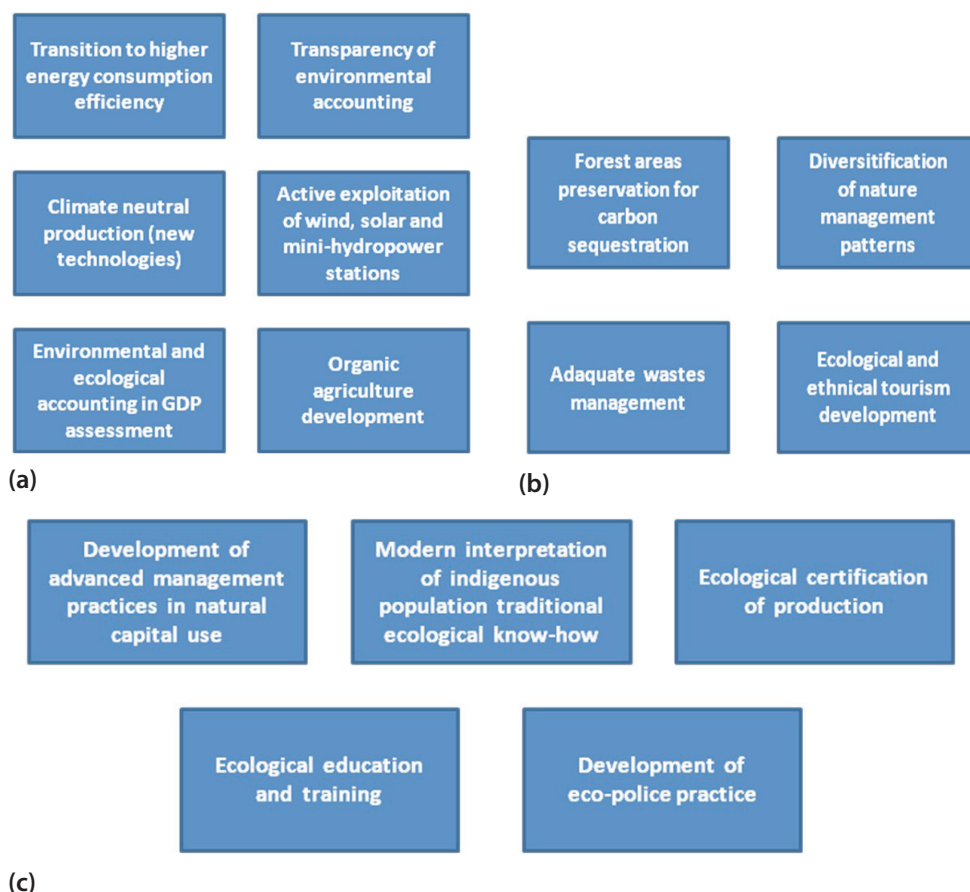 Transition to higher
energy consumption
efficiency
Transparency of
environmental
accounting
Climate neutral
production (new
technologies)
Active exploitation
of wind, solar and
mini-hydropower
stations
Environmental and
ecological
accounting in GDP
assessment
Organic
agriculture
development
(a)
Forest areas
preservation for
carbon
sequestration
Diversitification
of nature
management
patterns
Adaquate wastes
management
Ecological and
ethnical tourism
development
(b)
Development of
advanced management
practices in natural
capital use
Modern interpretation
of indigenous
population traditional
ecological know-how
Ecological certification
of production
Ecological education
and training
Development of
eco-police practice
(c)